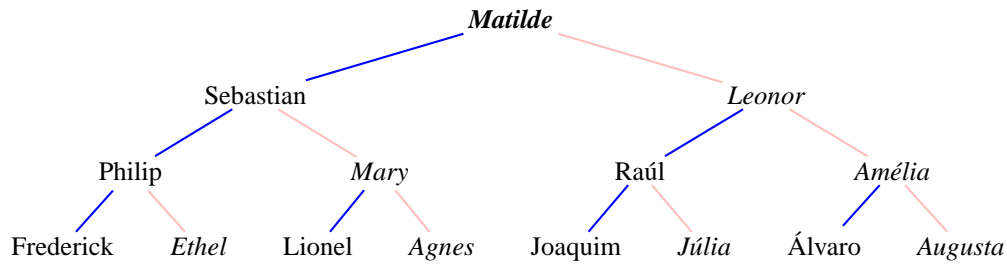 Matilde
Sebastian Leonor
Philip Mary Raúl Amélia
Frederick Ethel Lionel Agnes Joaquim Júlia Álvaro Augusta